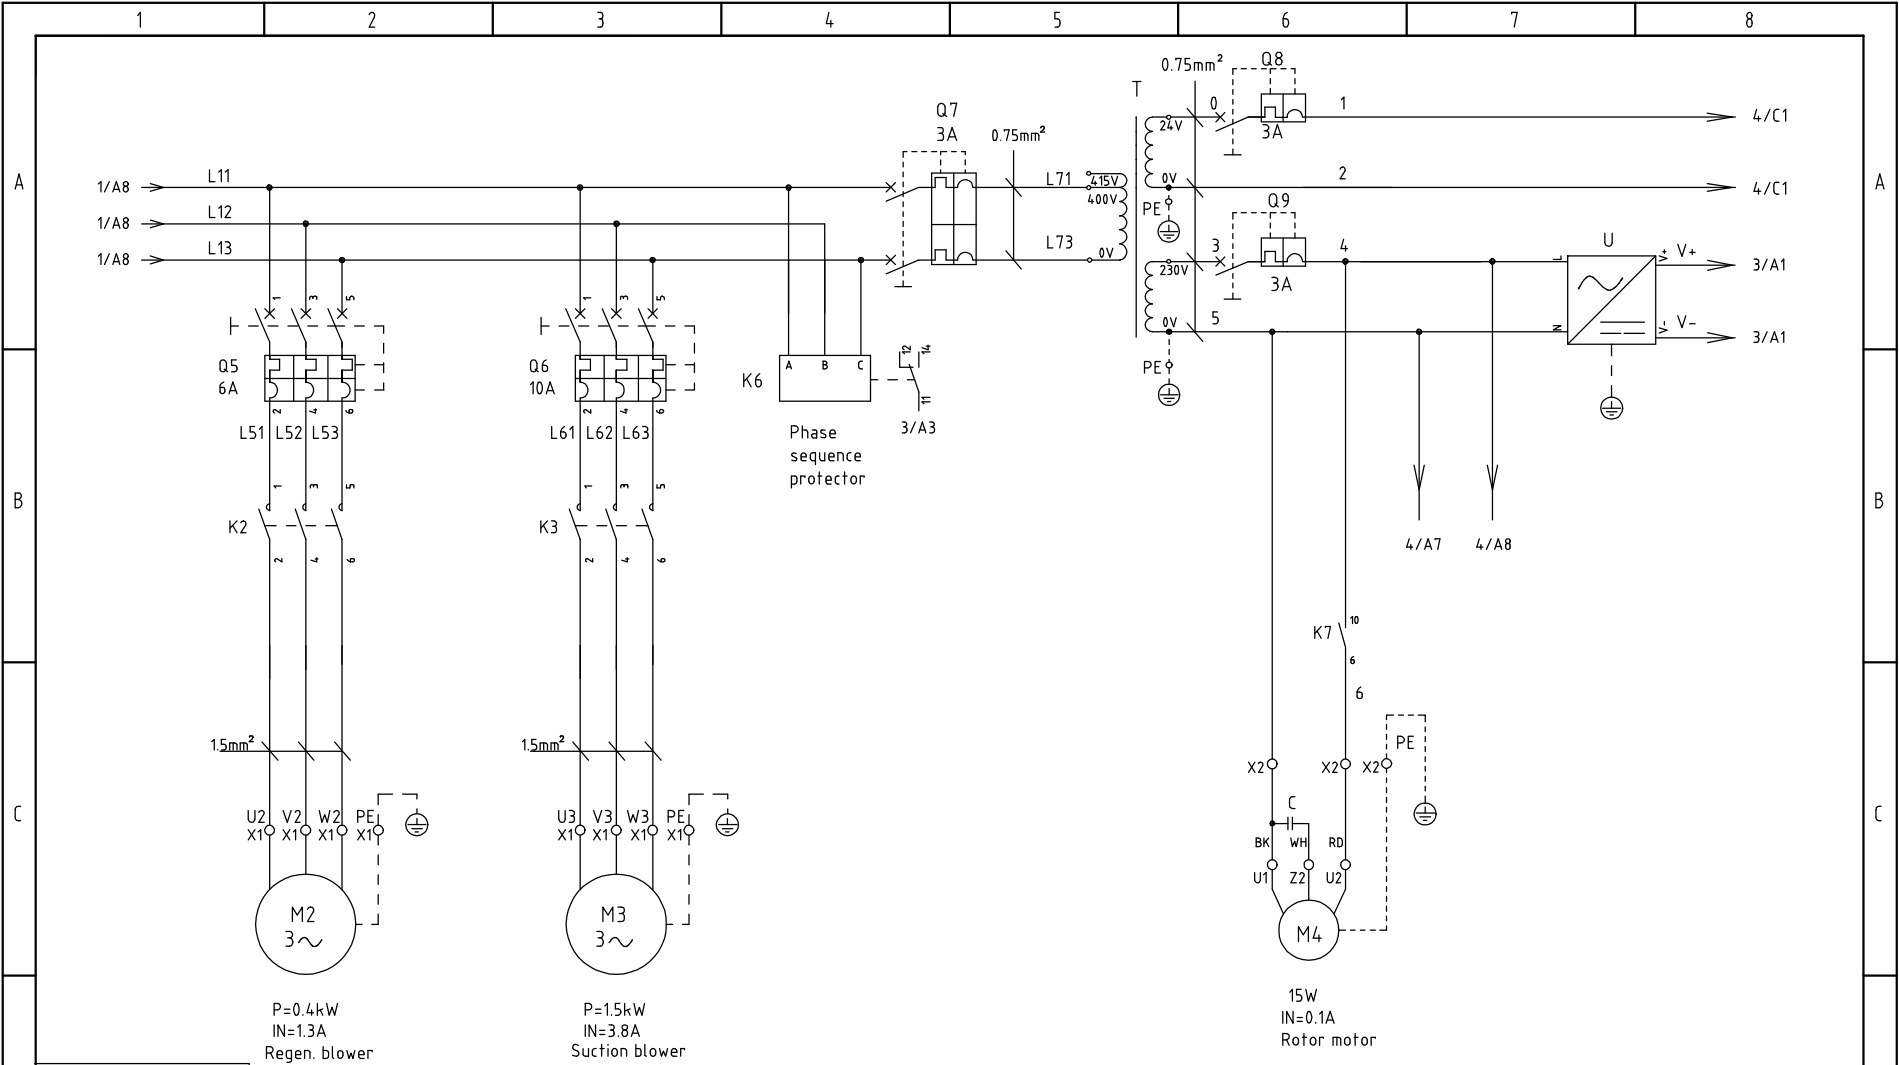 1 2 3 4 5 6 7 8
A
B
C
A
B
C
1/A8
L11
1/A8
L12
1/A8
L13
1 3 5
Q5
6A
2 4 6
L51 L52 L53
1 3 5
K2
2 4 6
1.5mm²
U2 V2 W2 PE
X1 X1 X1 X1
M2
3
P=0.4kW
IN=1.3A
Regen. blower
1 3 5
Q6
10A
2 4 6
L61 L62 L63
1 3 5
K3
2 4 6
1.5mm²
U3 V3 W3 PE
X1 X1 X1 X1
M3
3
P=1.5kW
IN=3.8A
Suction blower
K6
A B C
12 14
11
3/A3
Phase
sequence
protector
Q7
3A
0.75mm²
L71
L73
415V
400V
0V
T
24V
0V
PE
230V
0V
PE
0.75mm²
0
Q8
3A
1
4/C1
2
4/C1
3
Q9
3A
4
5
U
L
N
V+
V-
V+
3/A1
V-
3/A1
4/A7
4/A8
K7
10
6
6
X2 X2 X2
PE
C
BK WH RD
U1 Z2 U2
M4
15W
IN=0.1A
Rotor motor